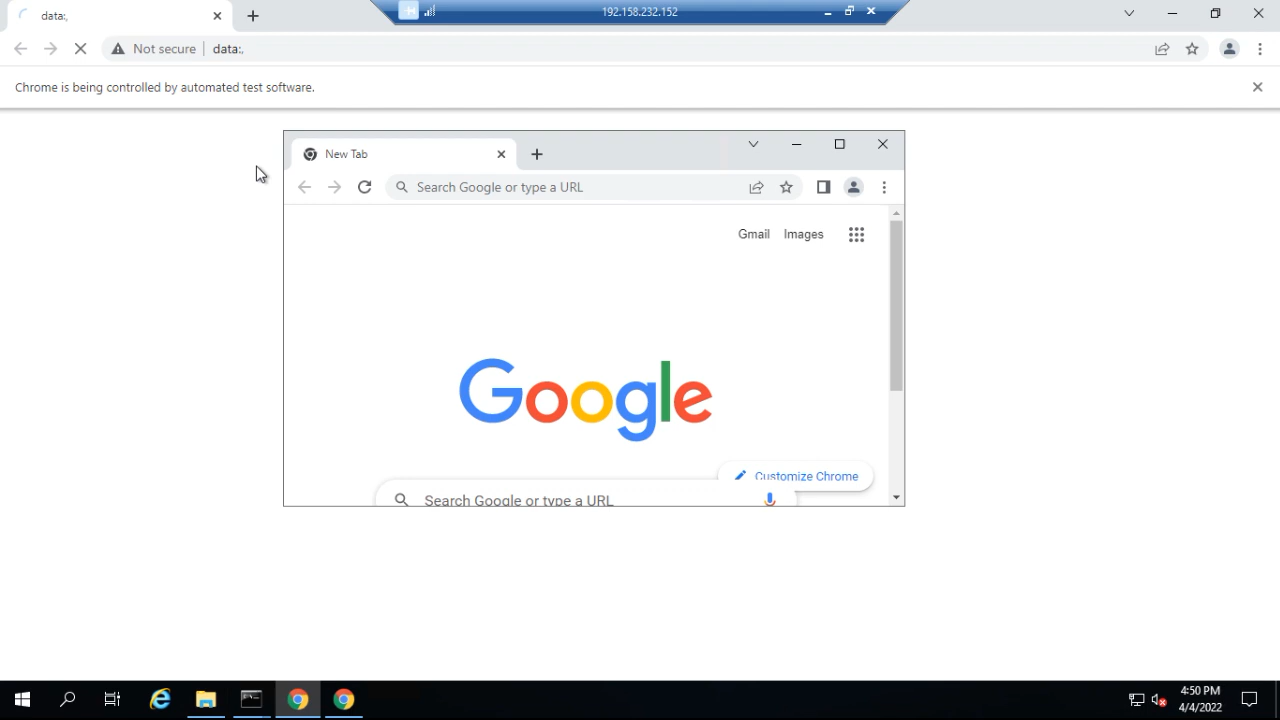 data:,
192.158.232.152
Not secure
data:,
Chrome is being controlled by automated test software.
New Tab
Search Google or type a URL
Gmail
Images
Google
Customize Chrome
Search Google or type a URL
4:50 PM
4/4/2022